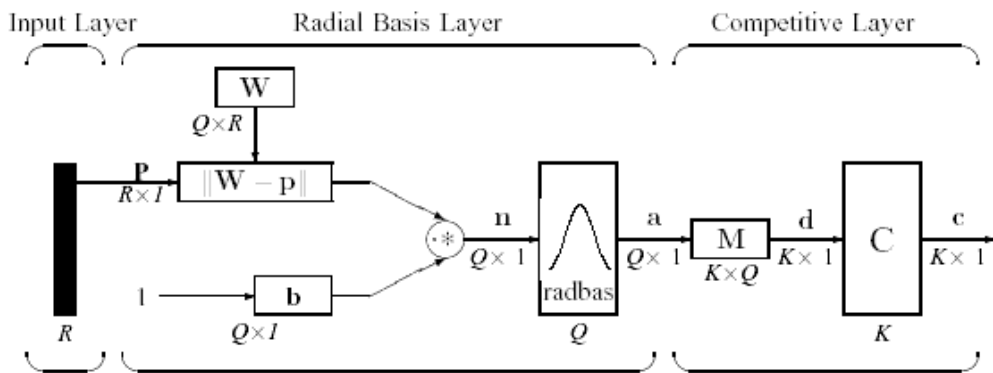 Input Layer Radial Basis Layer Competitive Layer
W
Q×R
P
R×1
‖W − p‖
1
b
Q×1
·*
n
Q × 1
radbas
a
Q × 1
M
K×Q
d
K × 1
C
c
K × 1
R Q K